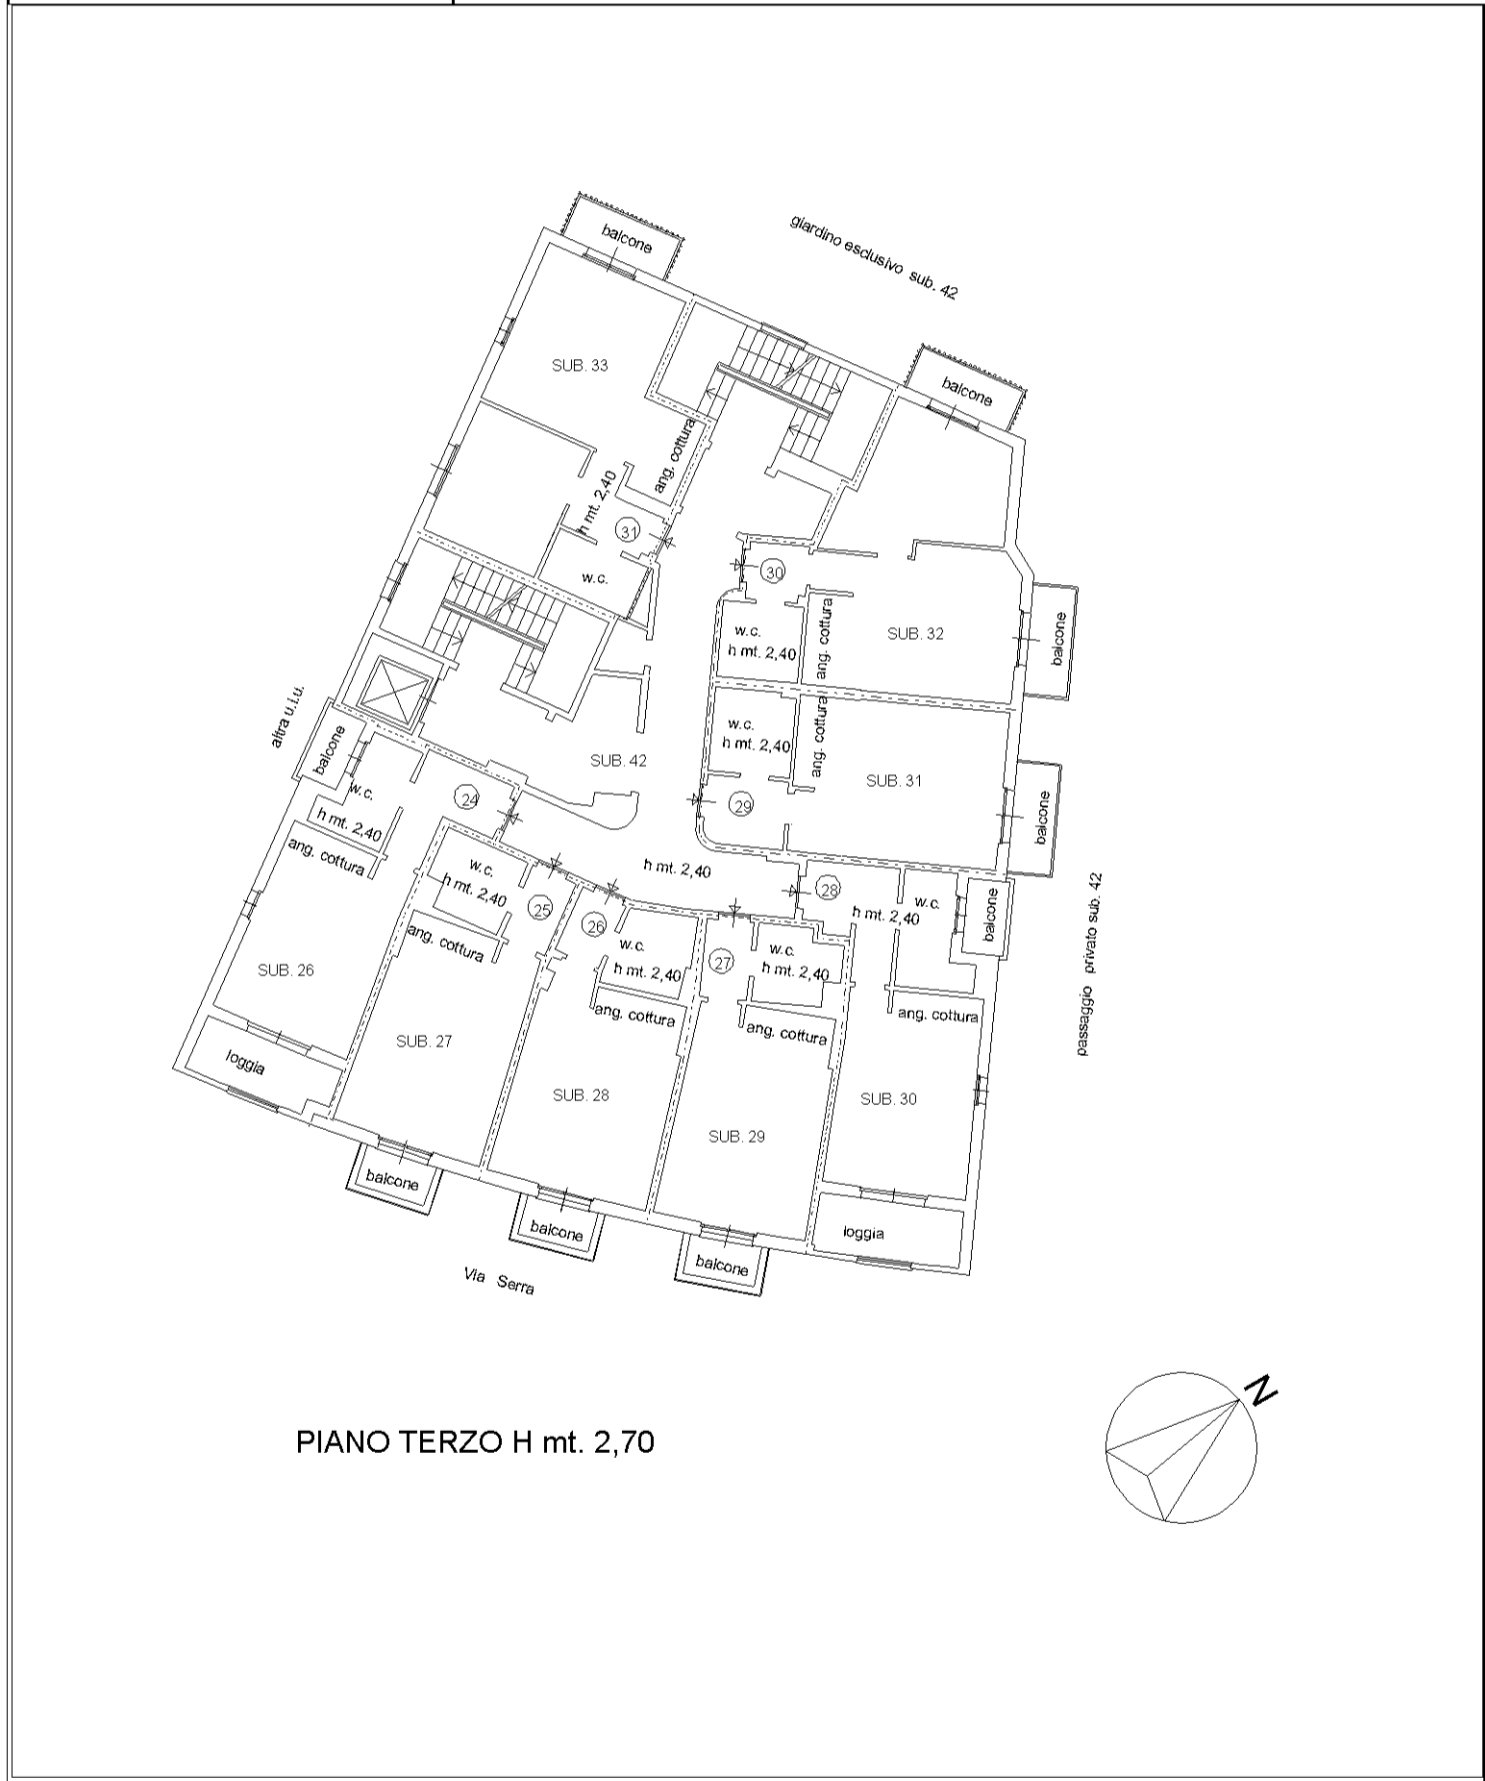 balcone
giardino esclusivo sub. 42
balcone
SUB. 33
ang. cottura
h mt. 2,40
31
w.c.
30
w.c.
h mt. 2,40
ang. cottura
SUB. 32
balcone
altra u.i.u.
balcone
SUB. 42
w.c.
h mt. 2,40
ang. cottura
SUB. 31
balcone
29
w.c.
h mt. 2,40
24
ang. cottura
SUB. 26
loggia
w.c.
h mt. 2,40
25
ang. cottura
SUB. 27
balcone
h mt. 2,40
26
w.c.
h mt. 2,40
ang. cottura
SUB. 28
balcone
27
w.c.
h mt. 2,40
ang. cottura
SUB. 29
balcone
28
h mt. 2,40
w.c.
balcone
ang. cottura
SUB. 30
loggia
passaggio privato sub. 42
Via Serra
N
PIANO TERZO H mt. 2,70